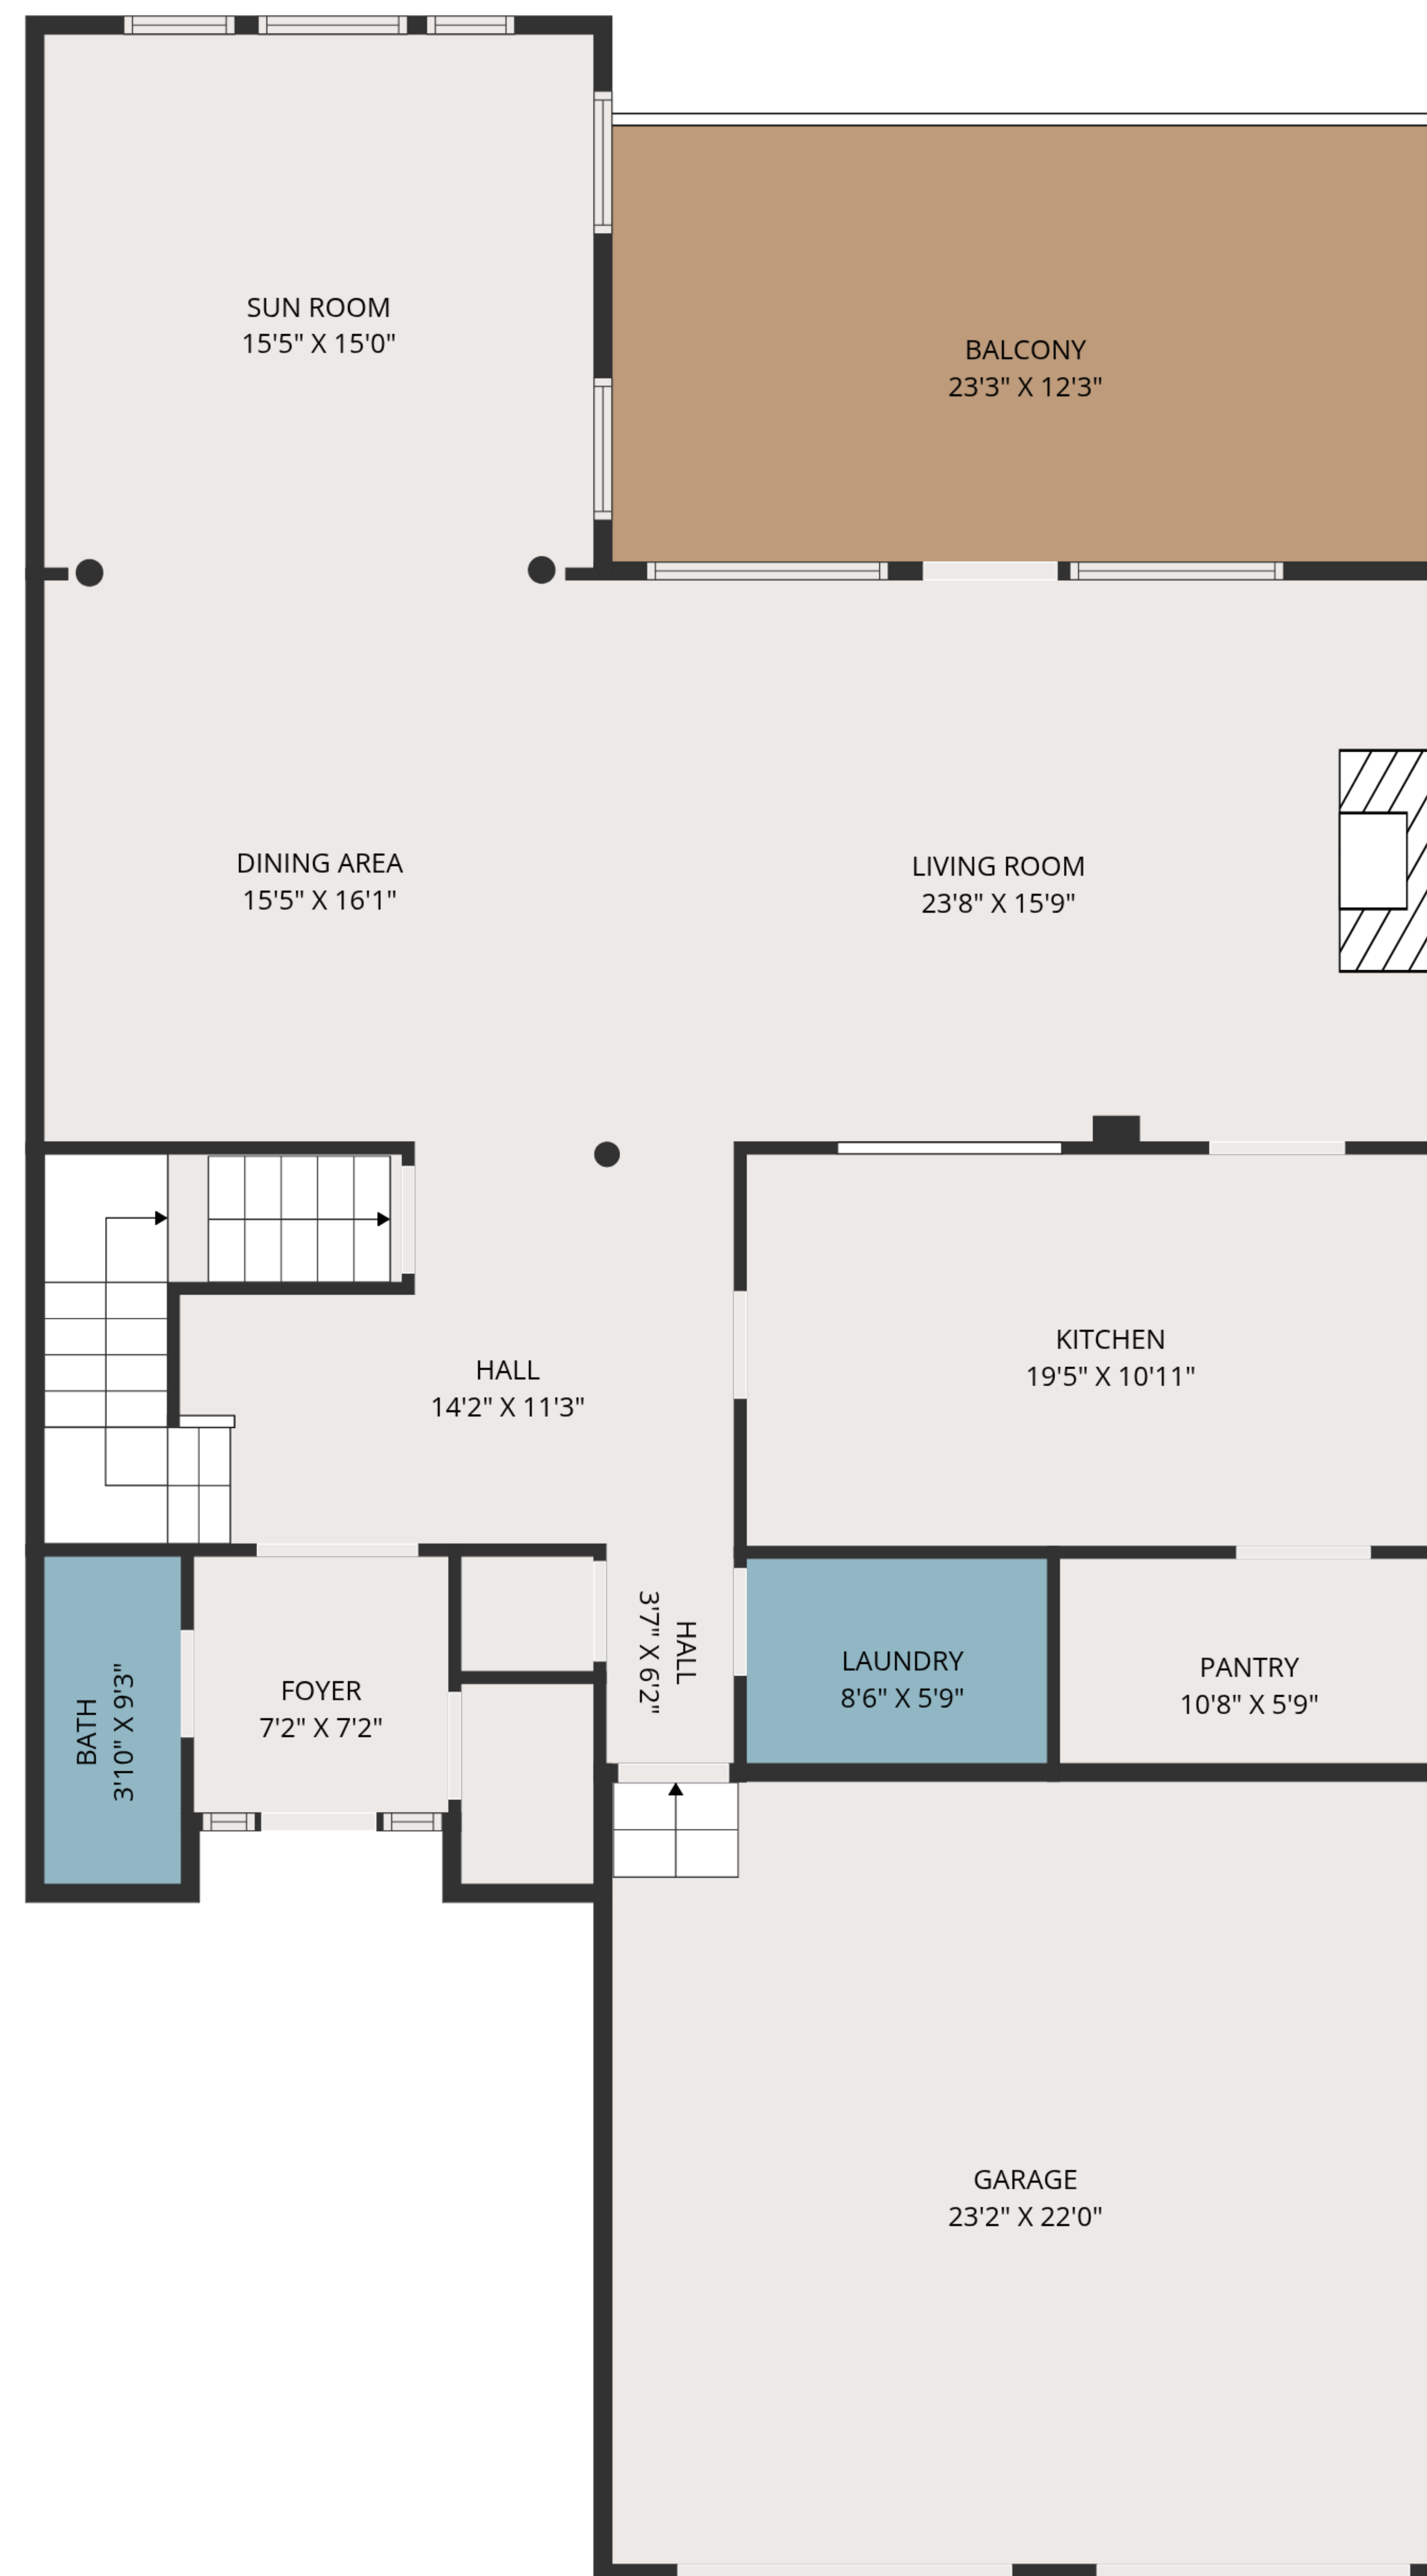 SUN ROOM
15'5" X 15'0"
BALCONY
23'3" X 12'3"
DINING AREA
15'5" X 16'1"
LIVING ROOM
23'8" X 15'9"
KITCHEN
19'5" X 10'11"
HALL
14'2" X 11'3"
HALL
3'7" X 6'2"
LAUNDRY
8'6" X 5'9"
PANTRY
10'8" X 5'9"
FOYER
7'2" X 7'2"
BATH
3'10" X 9'3"
GARAGE
23'2" X 22'0"